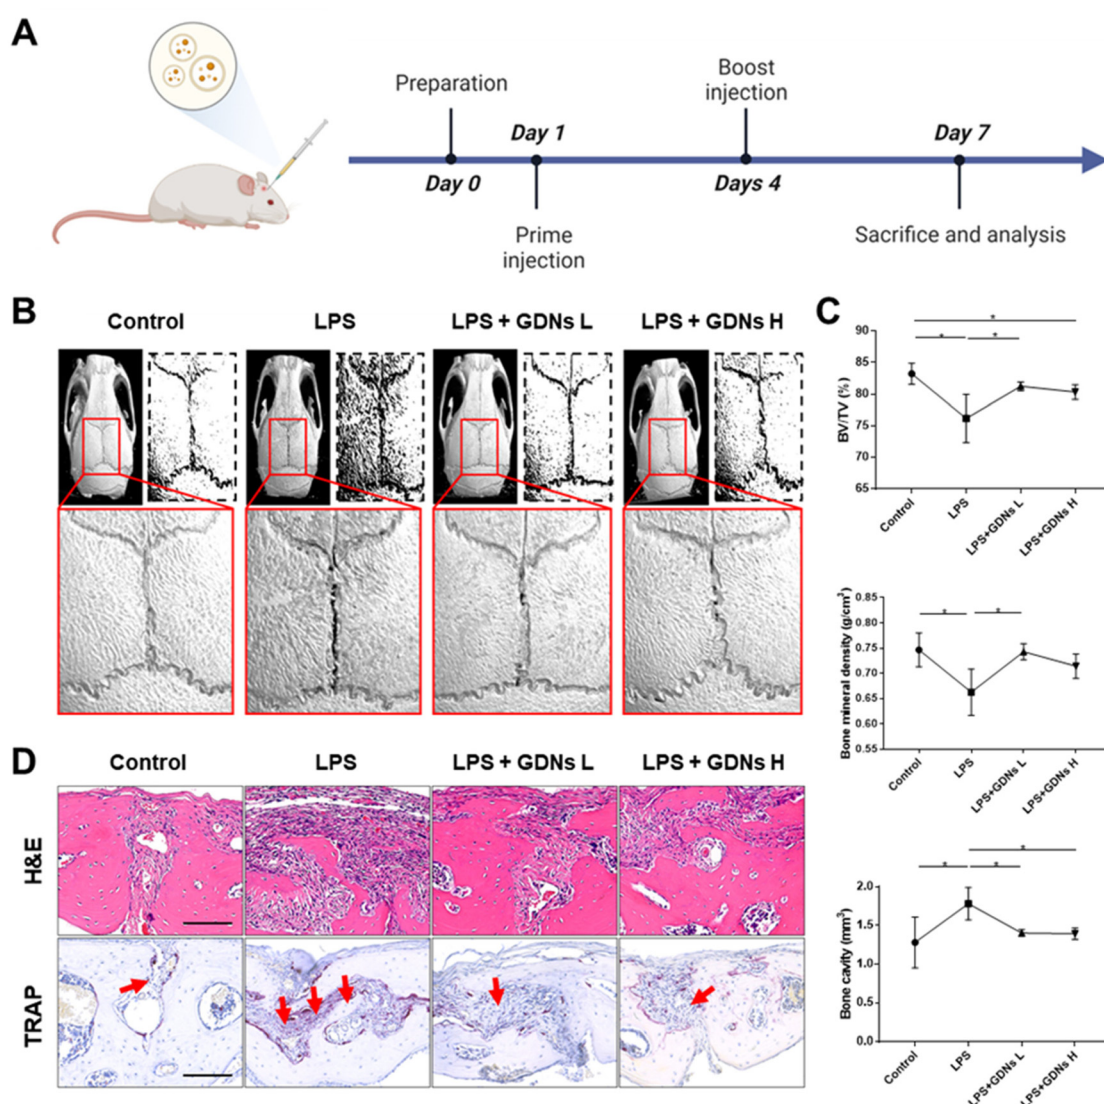 A
Preparation
Day 0
Day 1
Prime
injection
Boost
injection
Days 4
Day 7
Sacrifice and analysis
B
Control
LPS
LPS + GDNs L
LPS + GDNs H
C
BV/TV (%)
90
85
80
75
70
65
*
*
*
Control
LPS
LPS+GDNs L
LPS+GDNs H
Bone mineral density (g/cm³)
0.85
0.80
0.75
0.70
0.65
0.60
0.55
*
*
Control
LPS
LPS+GDNs L
LPS+GDNs H
Bone cavity (mm³)
2.0
1.5
1.0
0.5
0.0
*
*
*
Control
LPS
LPS+GDNs L
LPS+GDNs H
D
Control
LPS
LPS + GDNs L
LPS + GDNs H
H&E
TRAP